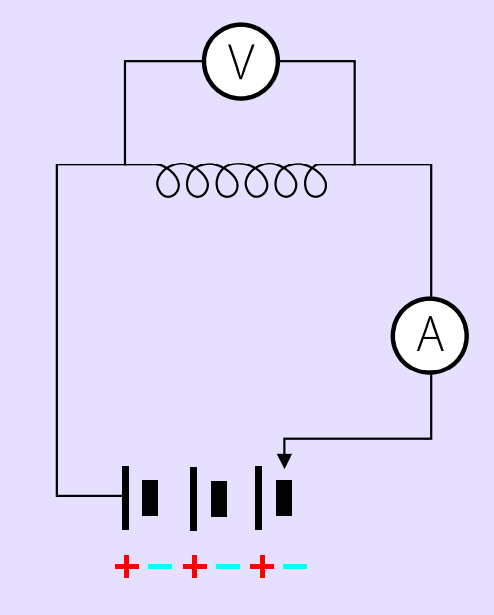 V
A
+ − + − + −